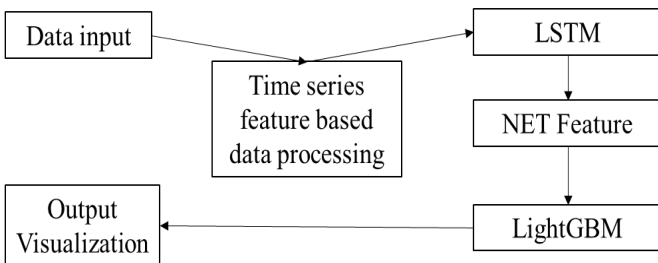 Data input
Time series
feature based
data processing
LSTM
NET Feature
LightGBM
Output
Visualization